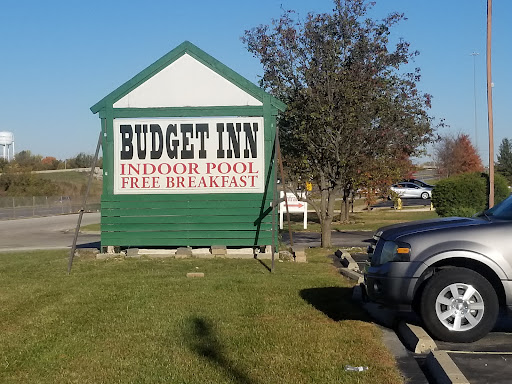 BUDGET INN
INDOOR POOL
FREE BREAKFAST